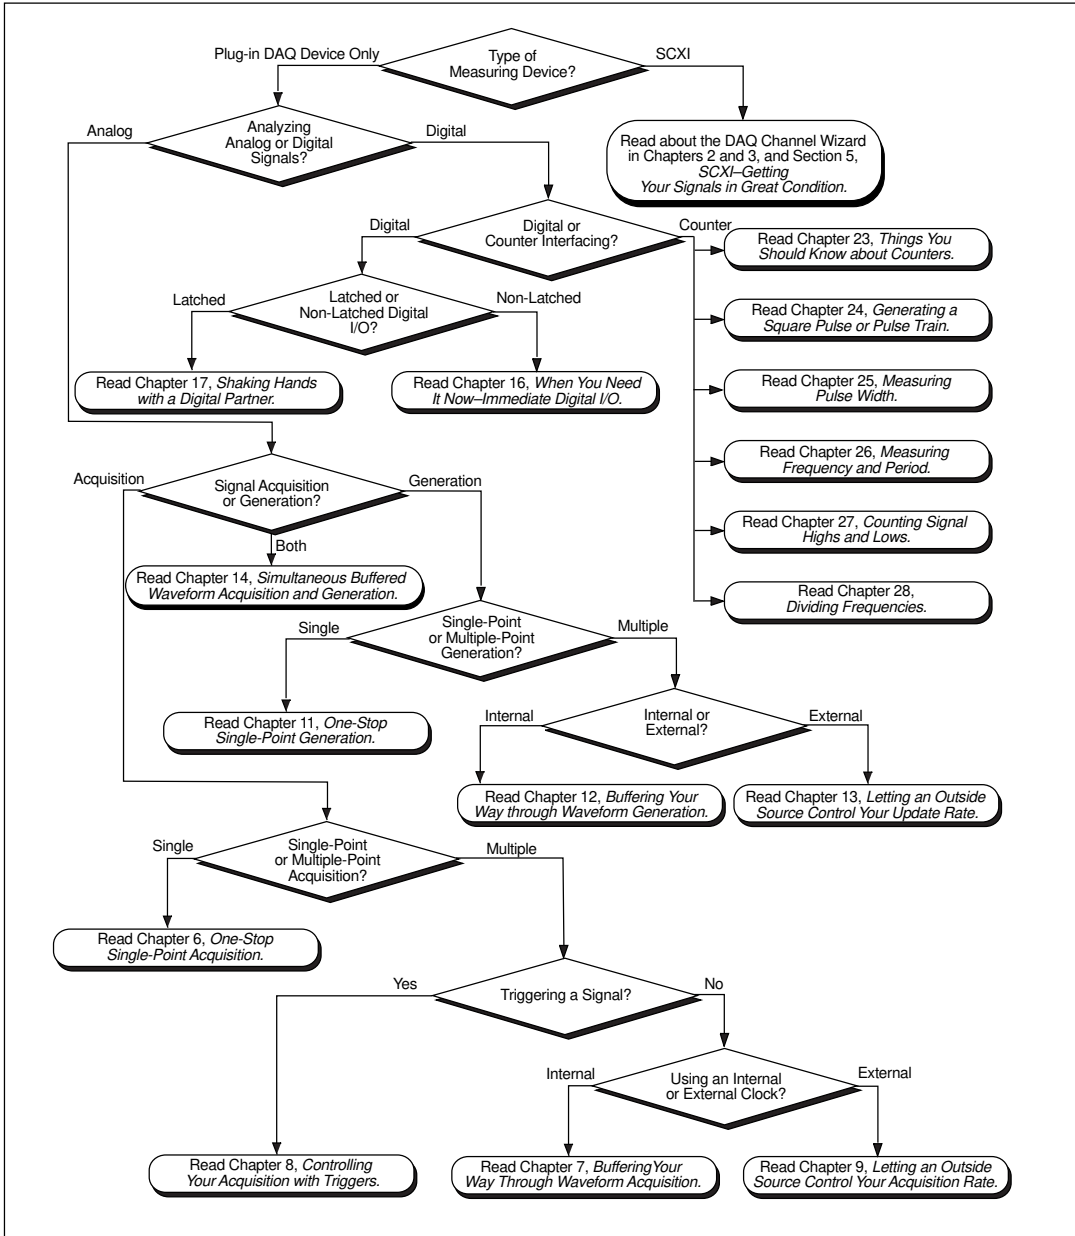 Plug-in DAQ Device Only
Type of
Measuring Device?
SCXI
Analog
Analyzing
Analog or Digital
Signals?
Digital
Read about the DAQ Channel Wizard
in Chapters 2 and 3, and Section 5,
SCXI–Getting
Your Signals in Great Condition.
Digital
Digital or
Counter Interfacing?
Counter
Read Chapter 23, Things You
Should Know about Counters.
Latched
Latched or
Non-Latched Digital
I/O?
Non-Latched
Read Chapter 24, Generating a
Square Pulse or Pulse Train.
Read Chapter 17, Shaking Hands
with a Digital Partner.
Read Chapter 16, When You Need
It Now–Immediate Digital I/O.
Read Chapter 25, Measuring
Pulse Width.
Read Chapter 26, Measuring
Frequency and Period.
Acquisition
Signal Acquisition
or Generation?
Generation
Both
Read Chapter 27, Counting Signal
Highs and Lows.
Read Chapter 14, Simultaneous Buffered
Waveform Acquisition and Generation.
Read Chapter 28,
Dividing Frequencies.
Single
Single-Point
or Multiple-Point
Generation?
Multiple
Read Chapter 11, One-Stop
Single-Point Generation.
Internal
Internal or
External?
External
Read Chapter 12, Buffering Your
Way through Waveform Generation.
Read Chapter 13, Letting an Outside
Source Control Your Update Rate.
Single
Single-Point
or Multiple-Point
Acquisition?
Multiple
Read Chapter 6, One-Stop
Single-Point Acquisition.
Yes
Triggering a Signal?
No
Internal
Using an Internal
or External Clock?
External
Read Chapter 8, Controlling
Your Acquisition with Triggers.
Read Chapter 7, BufferingYour
Way Through Waveform Acquisition.
Read Chapter 9, Letting an Outside
Source Control Your Acquisition Rate.